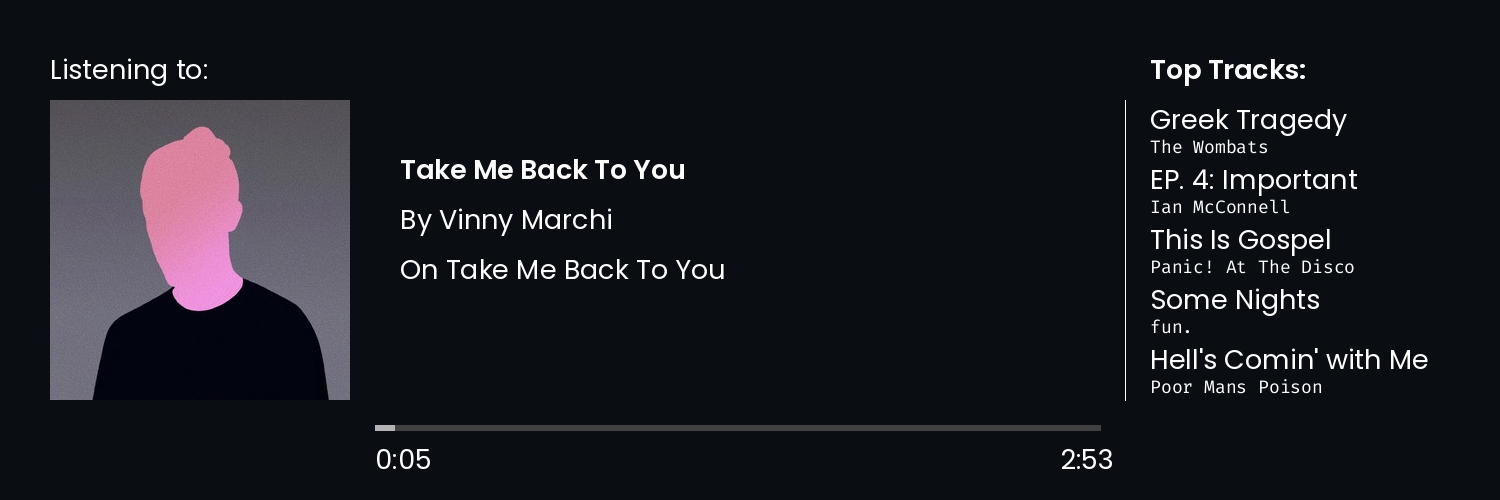 Listening to:
Take Me Back To You
By Vinny Marchi
On Take Me Back To You
0:05
2:53
Top Tracks:
Greek Tragedy
The Wombats
EP. 4: Important
Ian McConnell
This Is Gospel
Panic! At The Disco
Some Nights
fun.
Hell's Comin' with Me
Poor Mans Poison